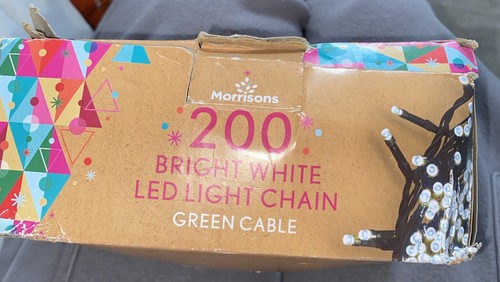 Morrisons
200
BRIGHT WHITE
LED LIGHT CHAIN
GREEN CABLE